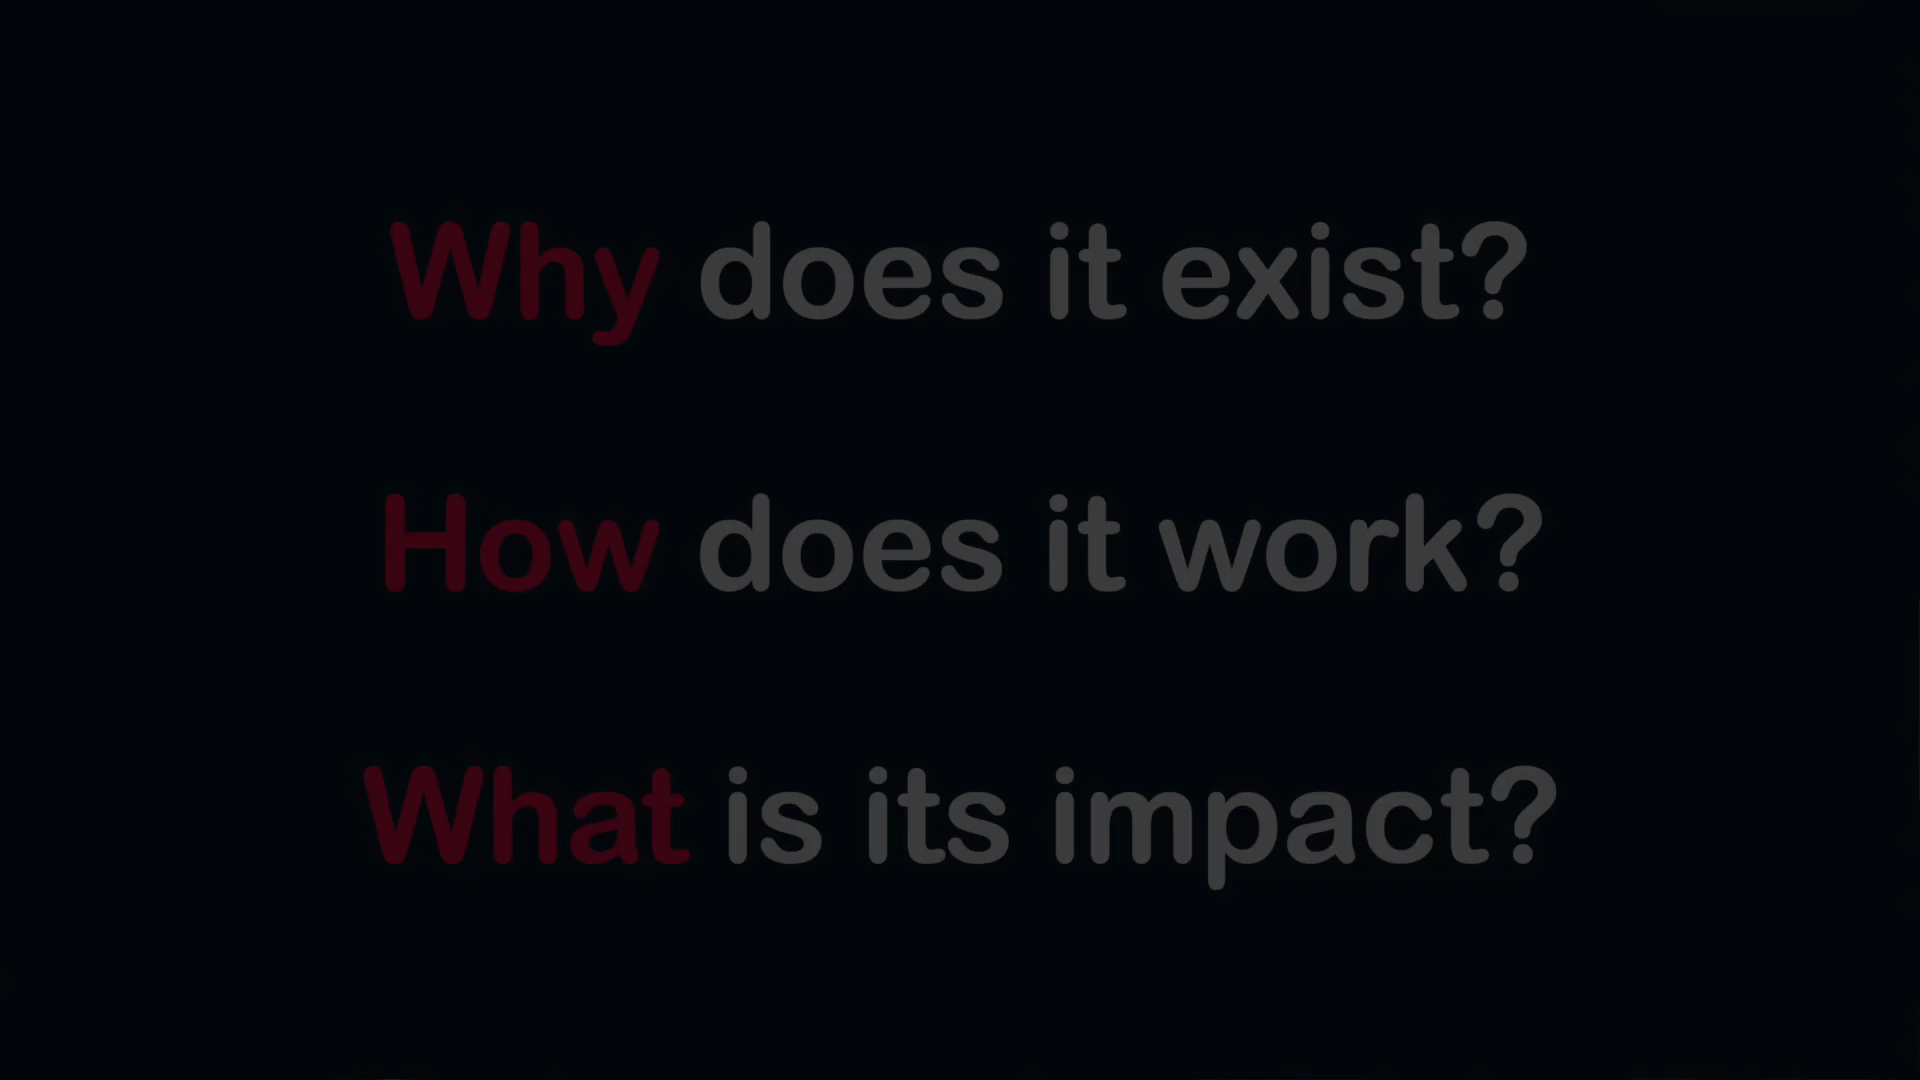 Why does it exist?
How does it work?
What is its impact?